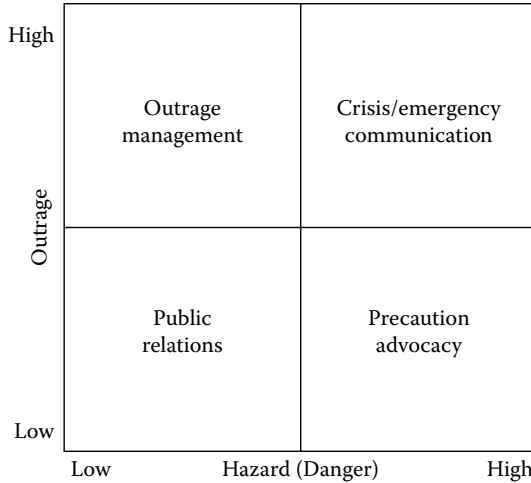 High
Outrage
management
Crisis/emergency
communication
Outrage
Public
relations
Precaution
advocacy
Low
Low
Hazard (Danger)
High